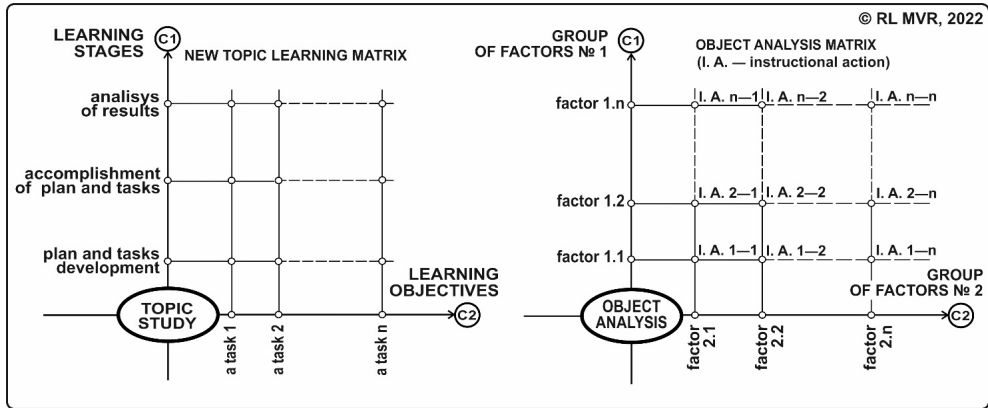 © RL MVR, 2022
LEARNING
STAGES
C1
NEW TOPIC LEARNING MATRIX
analisys
of results
accomplishment
of plan and tasks
plan and tasks
development
LEARNING
OBJECTIVES
C2
TOPIC
STUDY
a task 1
a task 2
a task n
GROUP
OF FACTORS № 1
C1
OBJECT ANALYSIS MATRIX
(I. A. — instructional action)
factor 1.n
I. A. n—1
I. A. n—2
I. A. n—n
factor 1.2
I. A. 2—1
I. A. 2—2
I. A. 2—n
factor 1.1
I. A. 1—1
I. A. 1—2
I. A. 1—n
GROUP
OF FACTORS № 2
C2
OBJECT
ANALYSIS
factor
2.1
factor
2.2
factor
2.n